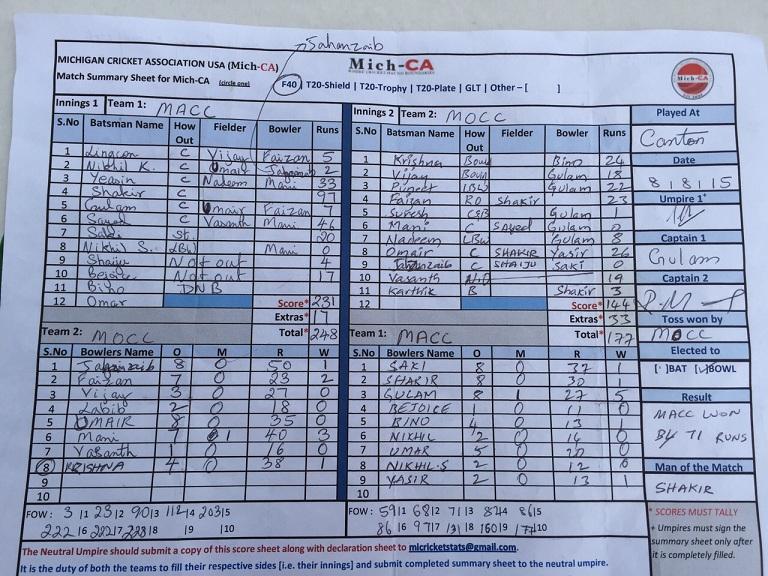 Jahanzaib
MICHIGAN CRICKET ASSOCIATION USA (Mich-CA)
Mich-CA
Match Summary Sheet for Mich-CA (circle one) F40 | T20-Shield | T20-Trophy | T20-Plate | GLT | Other – [ ]
Innings 1 Team 1: MACC
S.No Batsman Name How Out Fielder Bowler Runs
1 Lingcon C Vijay Faizan 5
2 Nikhil K. C Omair Jahanzaib 2
3 Yeasin C Nadeem Mani 33
4 Shakir C 97
5 Gulam C Omair Faizan 7
6 Sayed C Vasanth Mani 46
7 Saki st. 20
8 Nikhil S. LBW Mani 0
9 Shaiju Not out 4
10 Bejoice Not out 17
11 Bino DNB
12 Omar Score* 231
Extras* 17
Total* 248
Innings 2 Team 2: MOCC
S.No Batsman Name How Out Fielder Bowler Runs
1 Krishna Bowl Bino 24
2 Vijay Bowl Gulam 18
3 Puneet LBW Gulam 22
4 Faizan RO Shakir 23
5 Suresh C&B Gulam 1
6 Mani C Sayed Gulam 0
7 Nadeem LBW Gulam 8
8 Omair C SHAKIR Yasir 26
9 Jahanzaib C SHAIJU SAKI 0
10 Vasanth N.O 19
11 Karthik B Shakir 3
12 Score* 144
Extras* 33
Total* 177
Played At
Canton
Date
8|8|15
Umpire 1*
Captain 1
Gulam
Captain 2
Toss won by
MOCC
Elected to
[ ]BAT [✓]BOWL
Result
MACC WON
BY 71 RUNS
Man of the Match
SHAKIR
* SCORES MUST TALLY
+ Umpires must sign the summary sheet only after it is completely filled.
Team 2: MOCC
S.No Bowlers Name O M R W
1 Jahanzaib 8 0 50 1
2 Faizan 7 0 23 2
3 Vijay 3 0 27 0
4 Labib 2 0 18 0
5 OMAIR 8 0 35 0
6 Mani 7 1 40 3
7 Vasanth 1 0 16 0
8 KRISHNA 4 0 38 1
9
10
Team 1: MACC
S.No Bowlers Name O M R W
1 SAKI 8 0 37 1
2 SHAKIR 8 0 30 1
3 GULAM 8 1 27 5
4 BEJOICE 1 0 11 0
5 BINO 4 0 13 1
6 NIKHIL 2 0 14 0
7 UMAR 5 0 20 0
8 NIKHIL-S 2 0 12 0
9 YASIR 2 0 13 1
10
FOW : 3|1 23|2 90|3 112|4 203|5
222|6 |7 228|8 |9 |10
FOW : 59|1 68|2 71|3 87|4 86|5
86|6 97|7 131|8 160|9 177|10
The Neutral Umpire should submit a copy of this score sheet along with declaration sheet to micricketstats@gmail.com.
It is the duty of both the teams to fill their respective sides [i.e. their innings] and submit completed summary sheet to the neutral umpire.